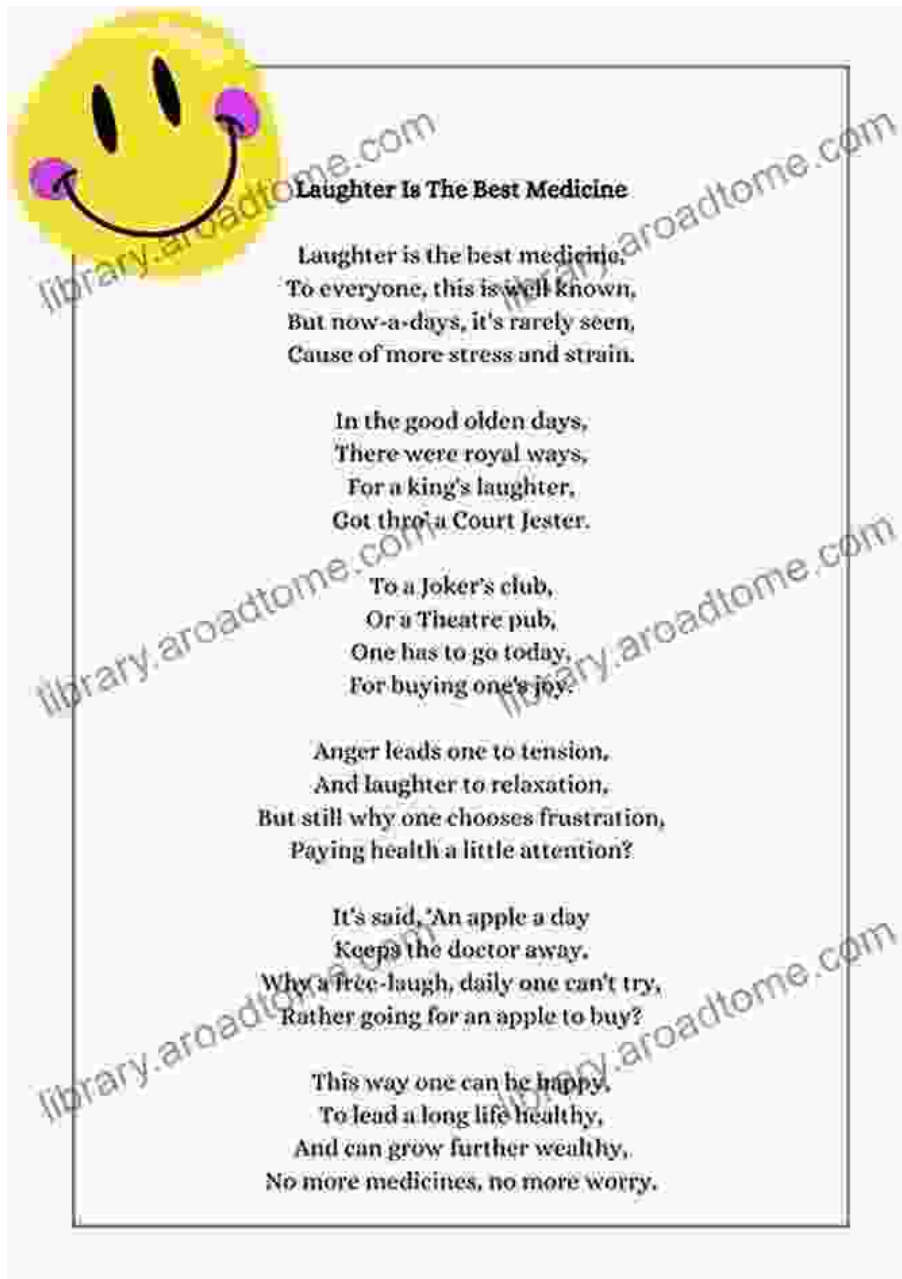 Laughter Is The Best Medicine
Laughter is the best medicine,
To everyone, this is well known,
But now-a-days, it's rarely seen,
Cause of more stress and strain.
In the good olden days,
There were royal ways,
For a king's laughter,
Got thro' a Court Jester.
To a Joker's club,
Or a Theatre pub,
One has to go today,
For buying one's joy.
Anger leads one to tension,
And laughter to relaxation,
But still why one chooses frustration,
Paying health a little attention?
It's said, 'An apple a day
Keeps the doctor away.
Why a free-laugh, daily one can't try,
Rather going for an apple to buy?
This way one can be happy,
To lead a long life healthy,
And can grow further wealthy,
No more medicines, no more worry.
library.aroadtome.com
library.aroadtome.com
library.aroadtome.com
library.aroadtome.com
library.aroadtome.com
library.aroadtome.com